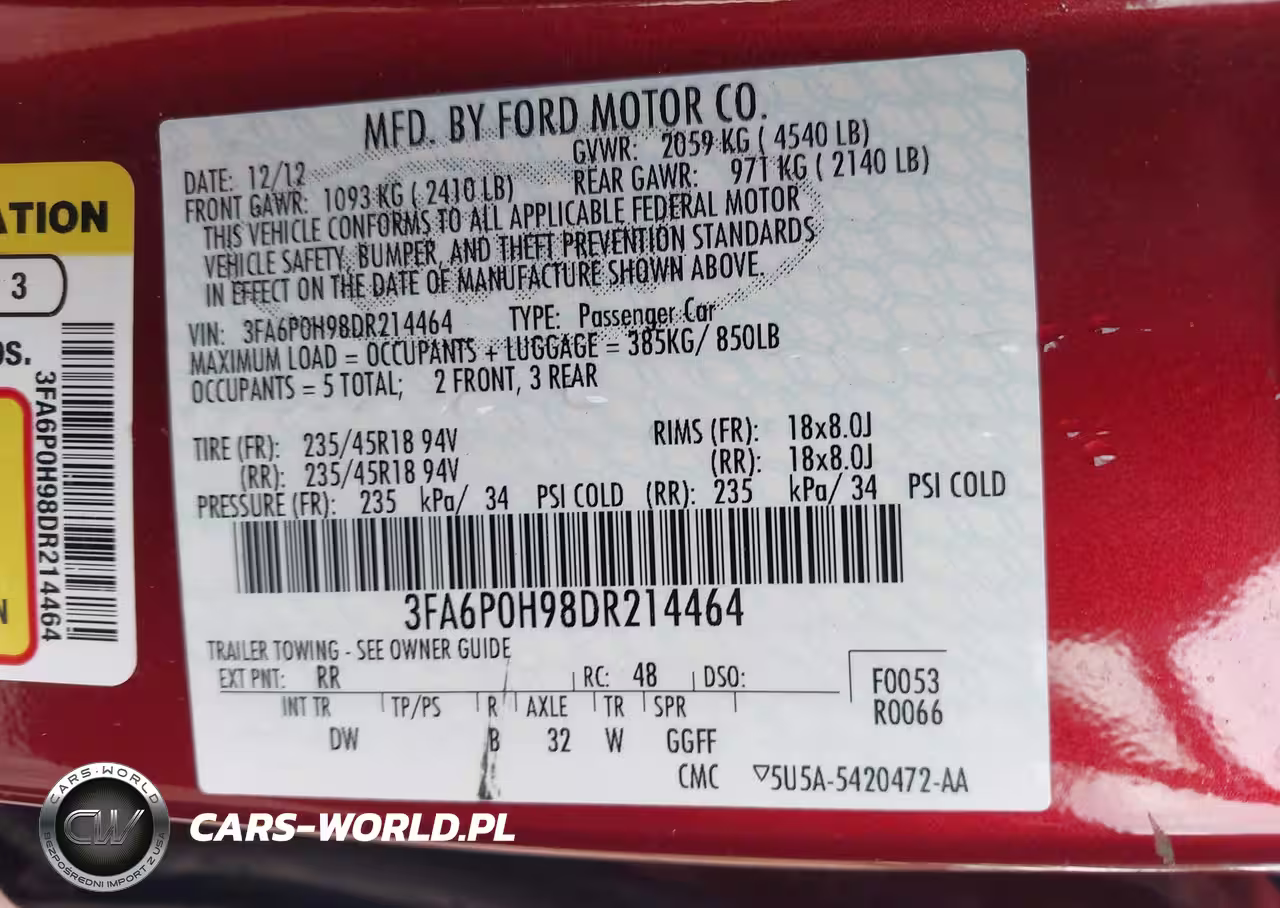 MFD. BY FORD MOTOR CO.
DATE: 12/12 GVWR: 2059 KG ( 4540 LB)
FRONT GAWR: 1093 KG ( 2410 LB) REAR GAWR: 971 KG ( 2140 LB)
THIS VEHICLE CONFORMS TO ALL APPLICABLE FEDERAL MOTOR
VEHICLE SAFETY, BUMPER, AND THEFT PREVENTION STANDARDS
IN EFFECT ON THE DATE OF MANUFACTURE SHOWN ABOVE.
VIN: 3FA6P0H98DR214464 TYPE: Passenger Car
MAXIMUM LOAD = OCCUPANTS + LUGGAGE = 385KG/ 850LB
OCCUPANTS = 5 TOTAL; 2 FRONT, 3 REAR
TIRE (FR): 235/45R18 94V RIMS (FR): 18x8.0J
(RR): 235/45R18 94V (RR): 18x8.0J
PRESSURE (FR): 235 kPa/ 34 PSI COLD (RR): 235 kPa/ 34 PSI COLD
3FA6P0H98DR214464
TRAILER TOWING - SEE OWNER GUIDE
EXT PNT: RR RC: 48 DSO:
INT TR TP/PS R AXLE TR SPR
DW B 32 W GGFF
F0053
R0066
CMC ▽5U5A-5420472-AA
ATION
3
OS.
3FA6P0H98DR214464
N
CARS-WORLD
CW
BEZPOŚREDNI IMPORT Z USA
CARS-WORLD.PL